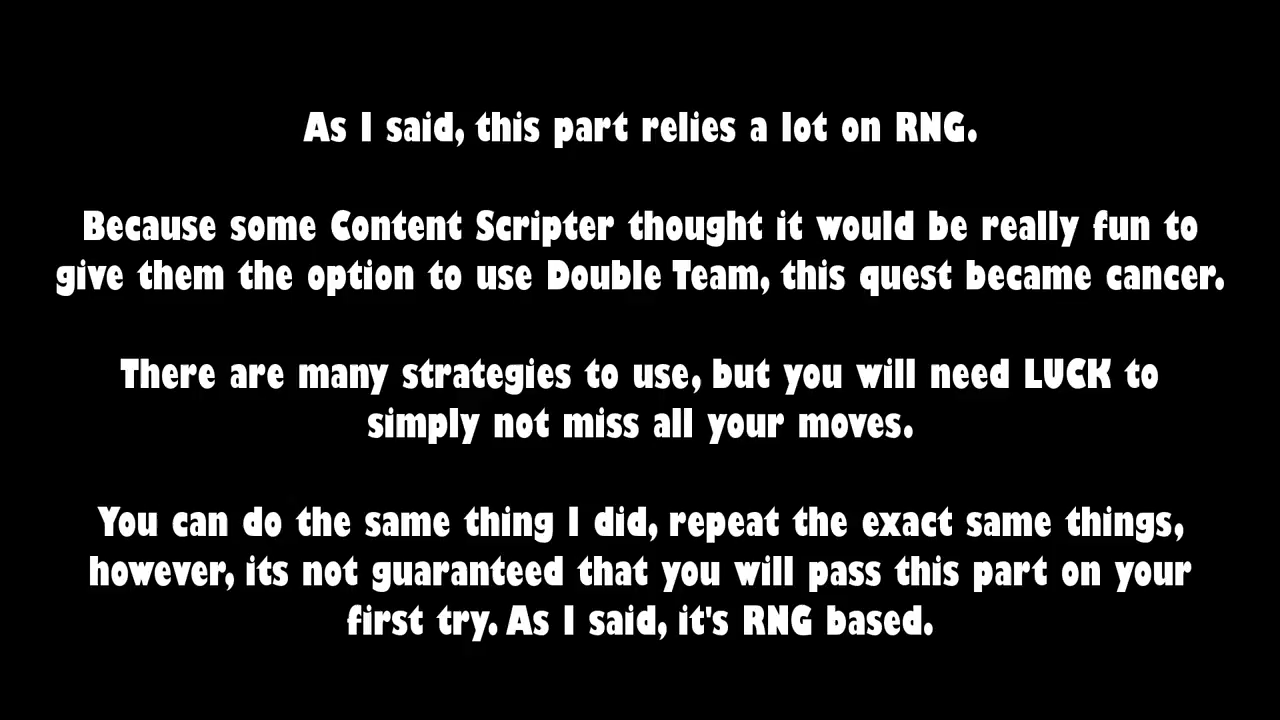 As I said, this part relies a lot on RNG.
Because some Content Scripter thought it would be really fun to
give them the option to use Double Team, this quest became cancer.
There are many strategies to use, but you will need LUCK to
simply not miss all your moves.
You can do the same thing I did, repeat the exact same things,
however, its not guaranteed that you will pass this part on your
first try. As I said, it's RNG based.